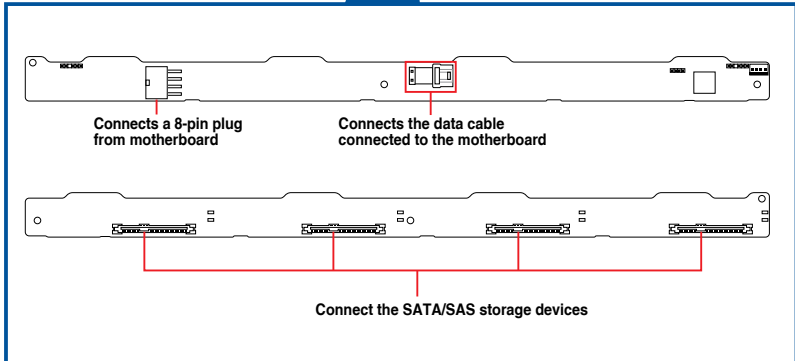 Connects a 8-pin plug
from motherboard
Connects the data cable
connected to the motherboard
Connect the SATA/SAS storage devices